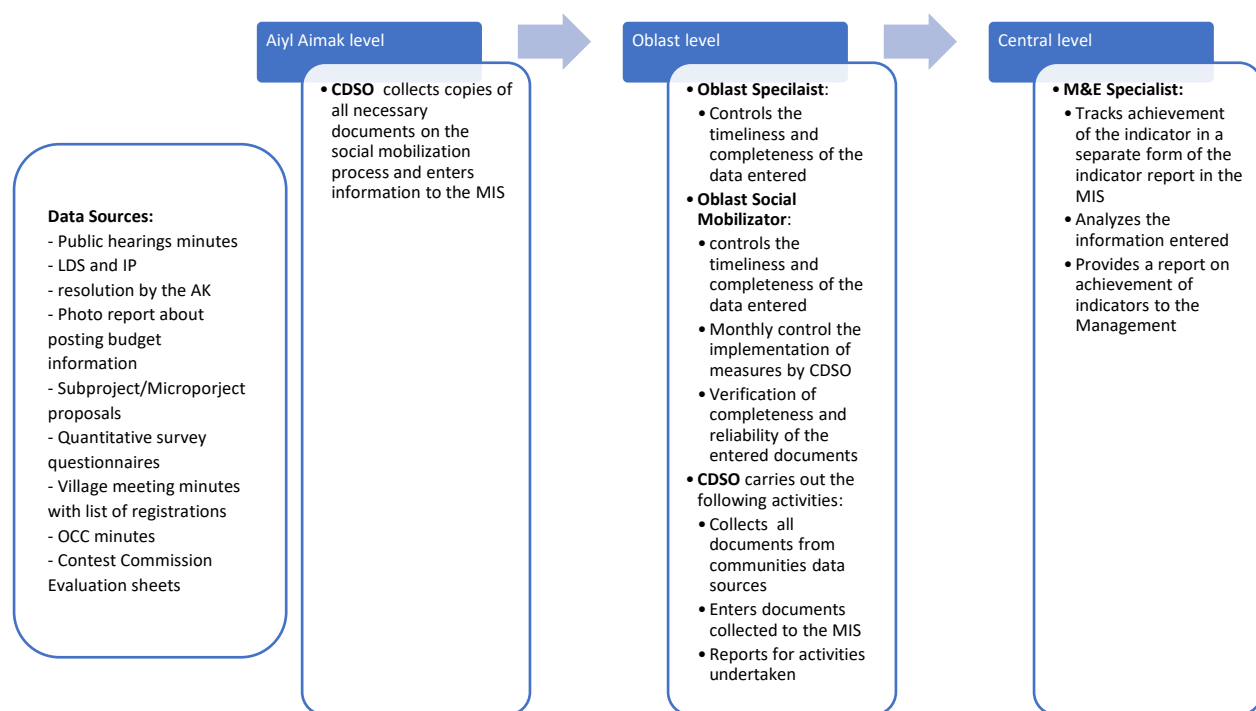 Aiyl Aimak level
Oblast level
Central level
Data Sources:
- Public hearings minutes
- LDS and IP
- resolution by the AK
- Photo report about
posting budget
information
- Subproject/Microporject
proposals
- Quantitative survey
questionnaires
- Village meeting minutes
with list of registrations
- OCC minutes
- Contest Commission
Evaluation sheets
• CDSO collects copies of
all necessary
documents on the
social mobilization
process and enters
information to the MIS
• Oblast Specilaist:
• Controls the
timeliness and
completeness of the
data entered
• Oblast Social
Mobilizator:
• controls the
timeliness and
completeness of the
data entered
• Monthly control the
implementation of
measures by CDSO
• Verification of
completeness and
reliability of the
entered documents
• CDSO carries out the
following activities:
• Collects all
documents from
communities data
sources
• Enters documents
collected to the MIS
• Reports for activities
undertaken
• M&E Specialist:
• Tracks achievement
of the indicator in a
separate form of the
indicator report in the
MIS
• Analyzes the
information entered
• Provides a report on
achievement of
indicators to the
Management